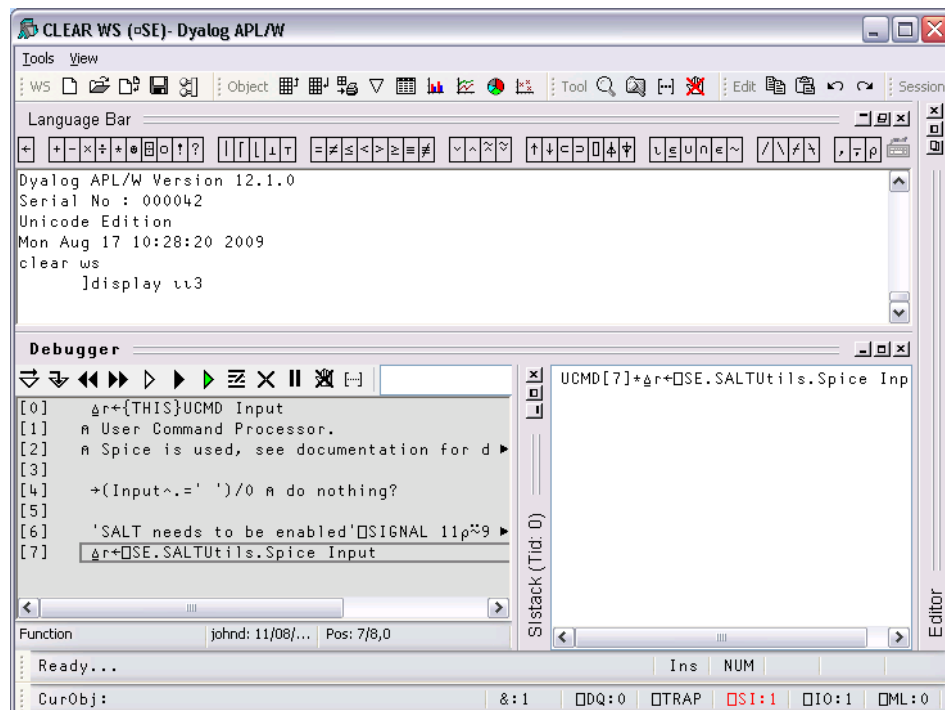 CLEAR WS (⎕SE)- Dyalog APL/W
Tools View
WS Object Tool Edit Session
Language Bar
← + - × ÷ * ⍟ ⌹ ○ ! ? | ⌈ ⌊ ⊥ ⊤ = ≠ ≤ < > ≥ ≡ ≢ ∨ ∧ ⍱ ⍲ ↑ ↓ ⊂ ⊃ ⌷ ⍋ ⍒ ⍳ ⍷ ∪ ∩ ∊ ~ / \ ⌿ ⍀ , ⍪ ⍴
Dyalog APL/W Version 12.1.0
Serial No : 000042
Unicode Edition
Mon Aug 17 10:28:20 2009
clear ws
]display ⍳⍳3
Debugger
[0] ∆r←{THIS}UCMD Input
[1] ⍝ User Command Processor.
[2] ⍝ Spice is used, see documentation for d
[3]
[4] →(Input∧.=' ')/0 ⍝ do nothing?
[5]
[6] 'SALT needs to be enabled'⎕SIGNAL 11⍴⍨9
[7] ∆r←⎕SE.SALTUtils.Spice Input
Function johnd: 11/08/... Pos: 7/8,0
SIstack (Tid: 0)
UCMD[7]*∆r←⎕SE.SALTUtils.Spice Inp
Editor
Ready... Ins NUM
CurObj: &:1 ⎕DQ:0 ⎕TRAP ⎕SI:1 ⎕IO:1 ⎕ML:0